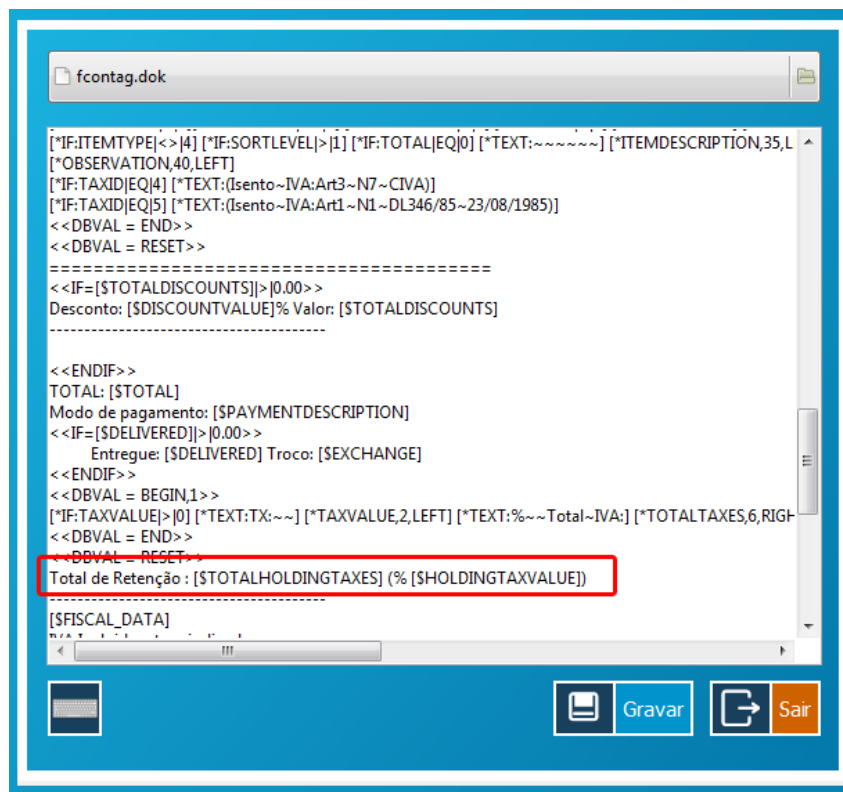 fcontag.dok
[*IF:ITEMTYPE|<>|4] [*IF:SORTLEVEL|>|1] [*IF:TOTAL|EQ|0] [*TEXT:~~~~~~] [*ITEMDESCRIPTION,35,L
[*OBSERVATION,40,LEFT]
[*IF:TAXID|EQ|4] [*TEXT:(Isento~IVA:Art3~N7~CIVA)]
[*IF:TAXID|EQ|5] [*TEXT:(Isento~IVA:Art1~N1~DL346/85~23/08/1985)]
<<DBVAL = END>>
<<DBVAL = RESET>>
========================================
<<IF=[$TOTALDISCOUNTS]|>|0.00>>
Desconto: [$DISCOUNTVALUE]% Valor: [$TOTALDISCOUNTS]
----------------------------------------
<<ENDIF>>
TOTAL: [$TOTAL]
Modo de pagamento: [$PAYMENTDESCRIPTION]
<<IF=[$DELIVERED]|>|0.00>>
Entregue: [$DELIVERED] Troco: [$EXCHANGE]
<<ENDIF>>
<<DBVAL = BEGIN,1>>
[*IF:TAXVALUE|>|0] [*TEXT:TX:~~] [*TAXVALUE,2,LEFT] [*TEXT:%~~Total~IVA:] [*TOTALTAXES,6,RIGH
<<DBVAL = END>>
<<DBVAL = RESET>>
Total de Retenção : [$TOTALHOLDINGTAXES] (% [$HOLDINGTAXVALUE])
----------------------------------------
[$FISCAL_DATA]
Gravar
Sair